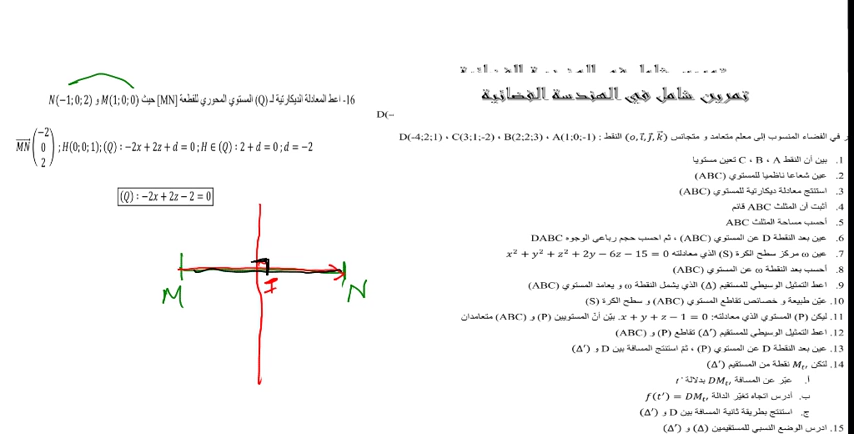 تمرين شامل في الهندسة الفضائية
D(−
في الفضاء المنسوب إلى معلم متعامد و متجانس (o, i⃗, j⃗, k⃗) النقط : A(1;0;-1) ، B(2;2;3) ، C(3;1;-2) ، D(-4;2;1)
1. بين أن النقط A ، B ، C تعين مستويا
2. عين شعاعا ناظميا للمستوي (ABC)
3. استنتج معادلة ديكارتية للمستوي (ABC)
4. أثبت أن المثلث ABC قائم
5. أحسب مساحة المثلث ABC
6. عين بعد النقطة D عن المستوي (ABC) ، ثم احسب حجم رباعي الوجوه DABC
7. عين ω مركز سطح الكرة (S) الذي معادلته x² + y² + z² + 2y − 6z − 15 = 0
8. أحسب بعد النقطة ω عن المستوي (ABC)
9. اعط التمثيل الوسيطي للمستقيم (Δ) الذي يشمل النقطة ω و يعامد المستوي (ABC)
10. عيّن طبيعة و خصائص تقاطع المستوي (ABC) و سطح الكرة (S)
11. ليكن (P) المستوي الذي معادلته: x + y + z − 1 = 0. بيّن أنّ المستويين (P) و (ABC) متعامدان
12. اعط التمثيل الوسيطي للمستقيم (Δ′) تقاطع (P) و (ABC)
13. عين بعد النقطة D عن المستوي (P) ، ثم استنتج المسافة بين D و (Δ′)
14. لتكن Mt′ نقطة من المستقيم (Δ′)
أ. عبّر عن المسافة DMt′ بدلالة t′
ب. أدرس اتجاه تغيّر الدالة f(t′) = DMt′
ج. استنتج بطريقة ثانية المسافة بين D و (Δ′)
15. ادرس الوضع النسبي للمستقيمين (Δ) و (Δ′)
16- اعط المعادلة الديكارتية لـ (Q) المستوي المحوري للقطعة [MN] حيث M(1;0;0) و N(−1;0;2)
MN⃗ (−2 0 2) ; H(0;0;1); (Q) : −2x + 2z + d = 0 ; H ∈ (Q) : 2 + d = 0 ; d = −2
(Q) : −2x + 2z − 2 = 0
M I N